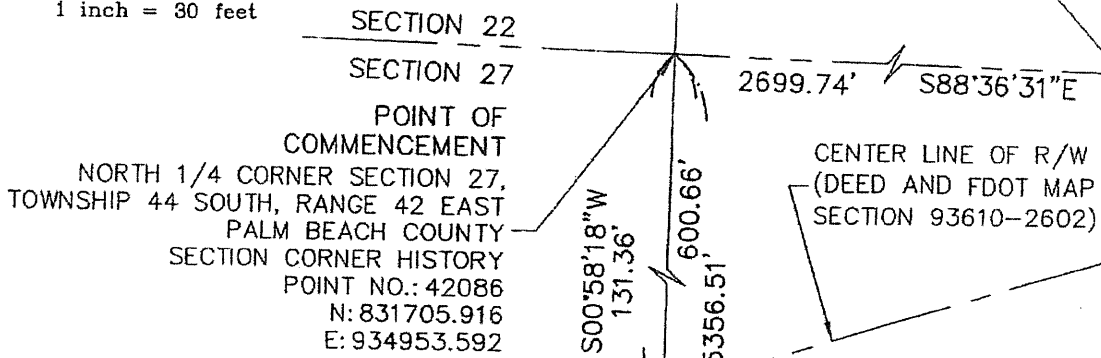 1 inch = 30 feet
SECTION 22
SECTION 27
2699.74' S88°36'31"E
POINT OF
COMMENCEMENT
NORTH 1/4 CORNER SECTION 27,
TOWNSHIP 44 SOUTH, RANGE 42 EAST
PALM BEACH COUNTY
SECTION CORNER HISTORY
POINT NO.: 42086
N: 831705.916
E: 934953.592
S00°58'18"W
131.36'
600.66'
5356.51'
CENTER LINE OF R/W
(DEED AND FDOT MAP
SECTION 93610-2602)